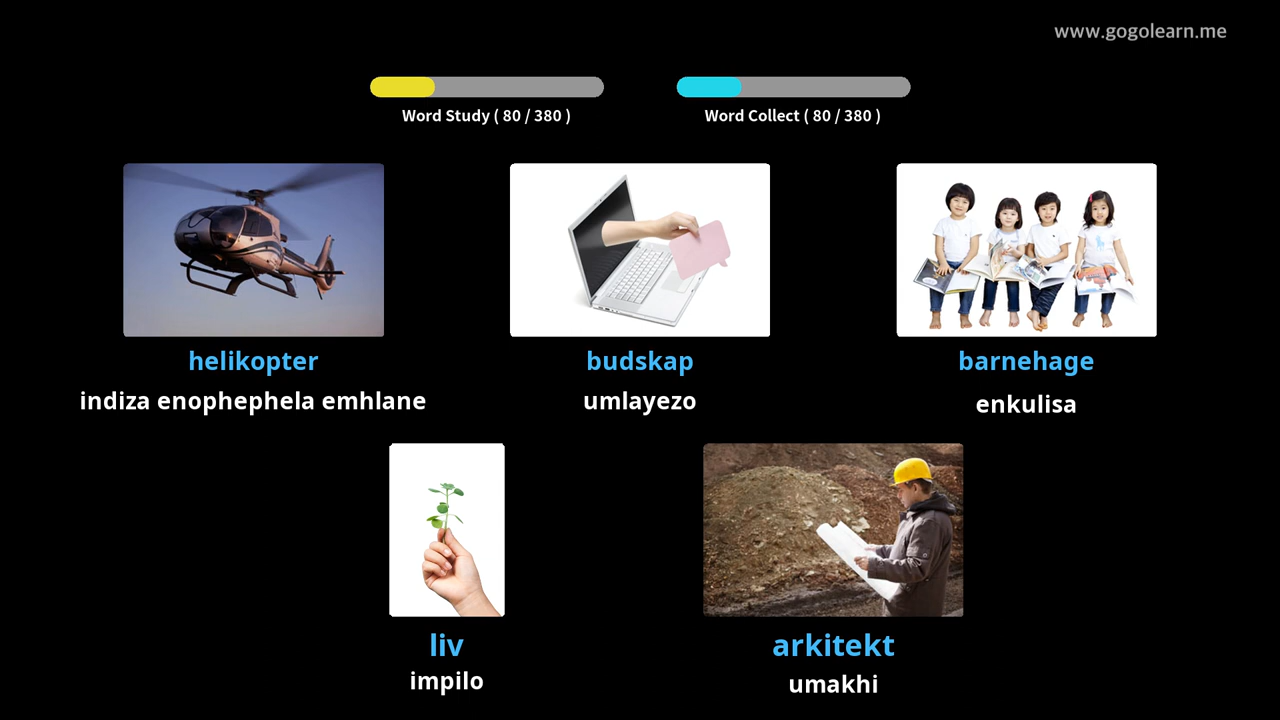 www.gogolearn.me
Word Study ( 80 / 380 )
Word Collect ( 80 / 380 )
helikopter
budskap
barnehage
indiza enophephela emhlane
umlayezo
enkulisa
liv
arkitekt
impilo
umakhi